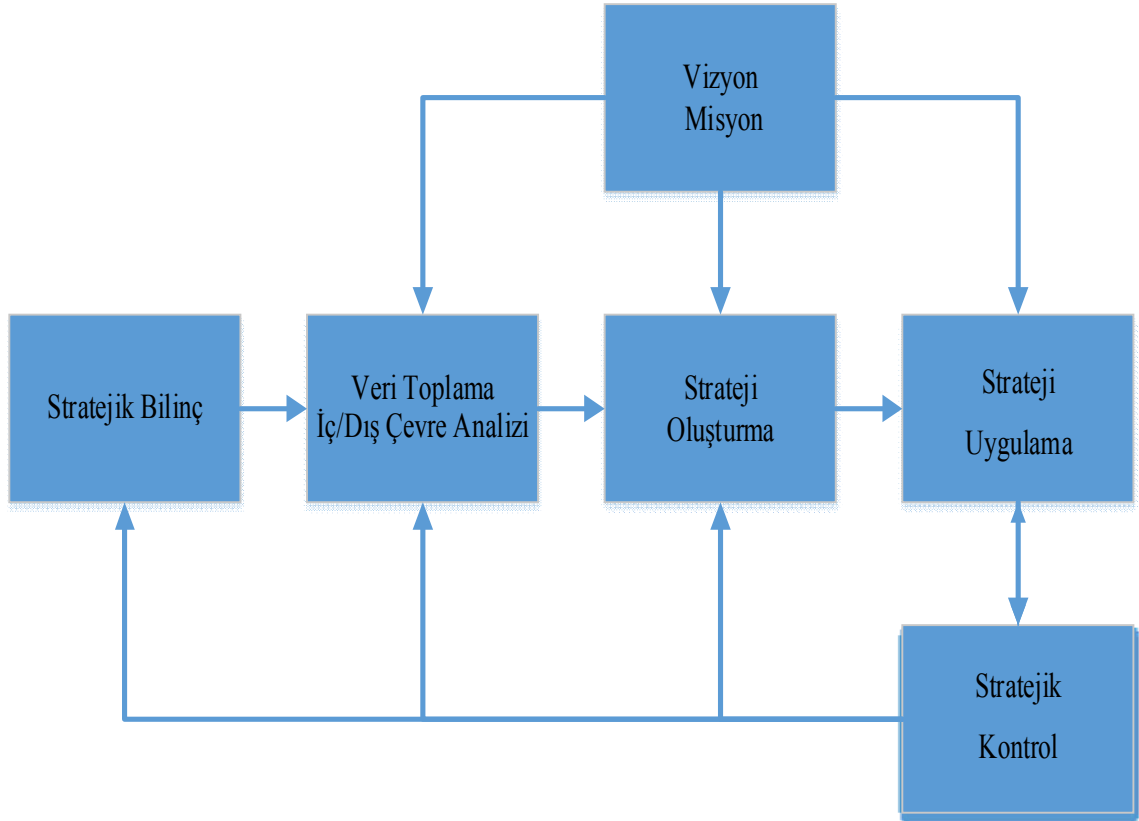 Vizyon
Misyon
Stratejik Bilinç
Veri Toplama
İç/Dış Çevre Analizi
Strateji
Oluşturma
Strateji
Uygulama
Stratejik
Kontrol